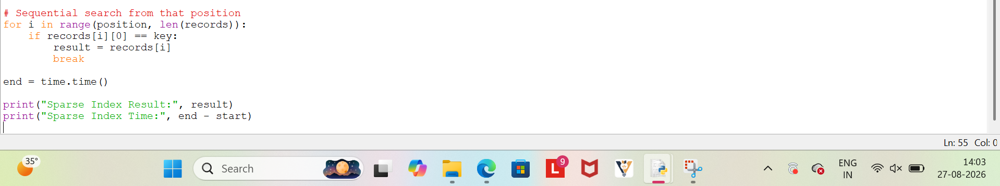 # Sequential search from that position
for i in range(position, len(records)):
    if records[i][0] == key:
        result = records[i]
        break
end = time.time()
print("Sparse Index Result:", result)
print("Sparse Index Time:", end - start)
Ln: 55 Col: 0
35°
Search
L
9
ENG
IN
14:03
27-08-2026